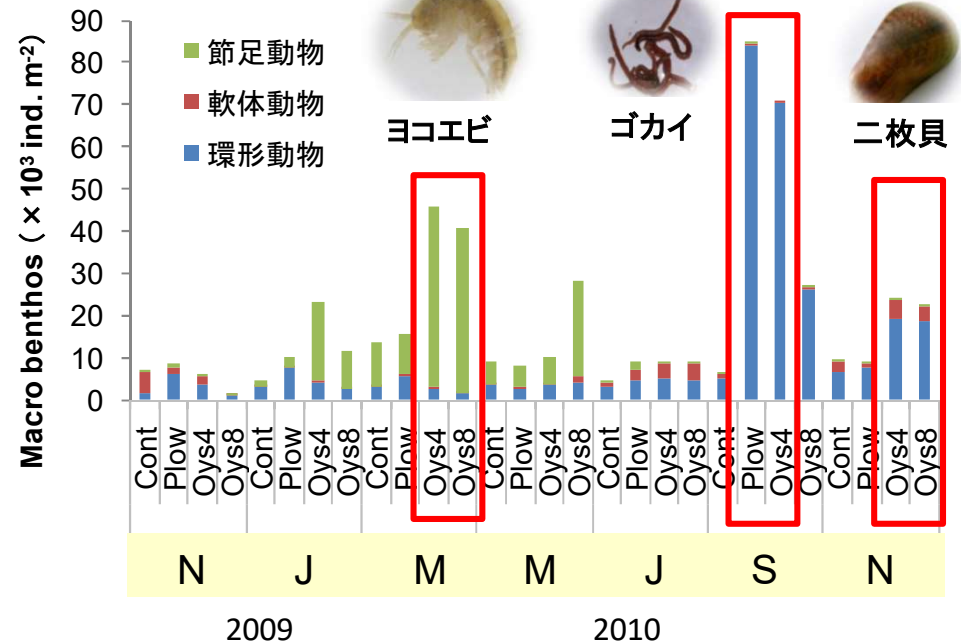 Macro benthos (×10³ ind. m⁻²)
90
80
70
60
50
40
30
20
10
0
節足動物
軟体動物
環形動物
ヨコエビ
ゴカイ
二枚貝
Cont
Plow
Oys4
Oys8
Cont
Plow
Oys4
Oys8
Cont
Plow
Oys4
Oys8
Cont
Plow
Oys4
Oys8
Cont
Plow
Oys4
Oys8
Cont
Plow
Oys4
Oys8
Cont
Plow
Oys4
Oys8
N J M M J S N
2009 2010